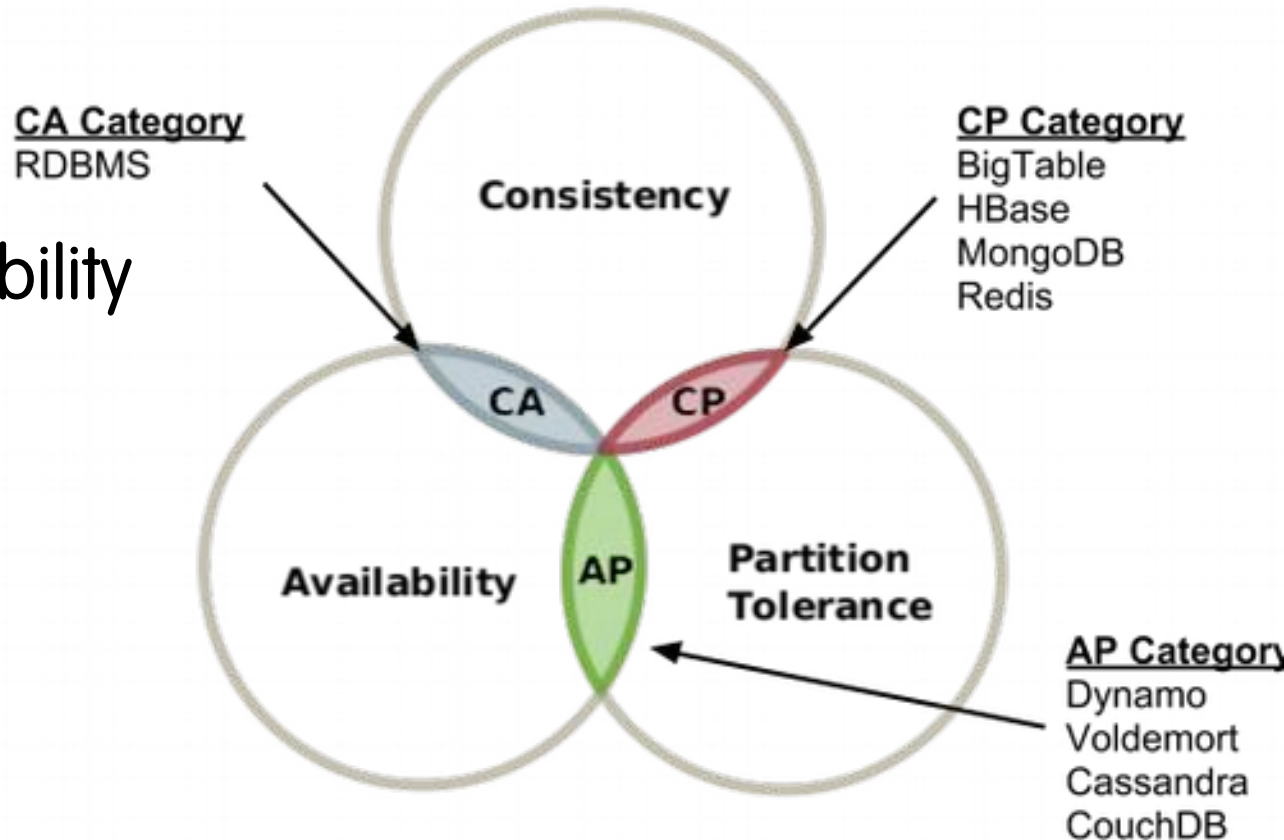 CA Category
RDBMS
bility
Consistency
CP Category
BigTable
HBase
MongoDB
Redis
CA
CP
Availability
AP
Partition
Tolerance
AP Category
Dynamo
Voldemort
Cassandra
CouchDB